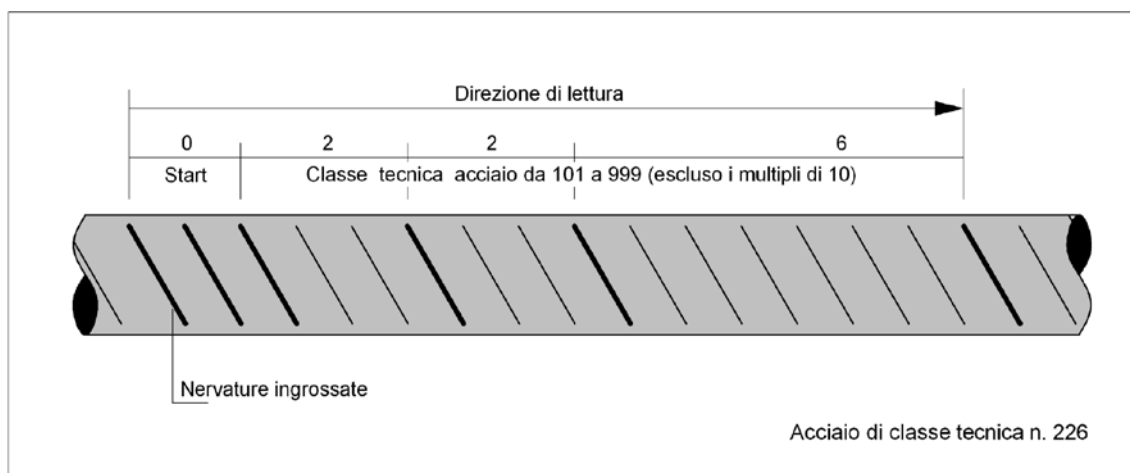 Direzione di lettura
0 2 2 6
Start Classe tecnica acciaio da 101 a 999 (escluso i multipli di 10)
Nervature ingrossate
Acciaio di classe tecnica n. 226